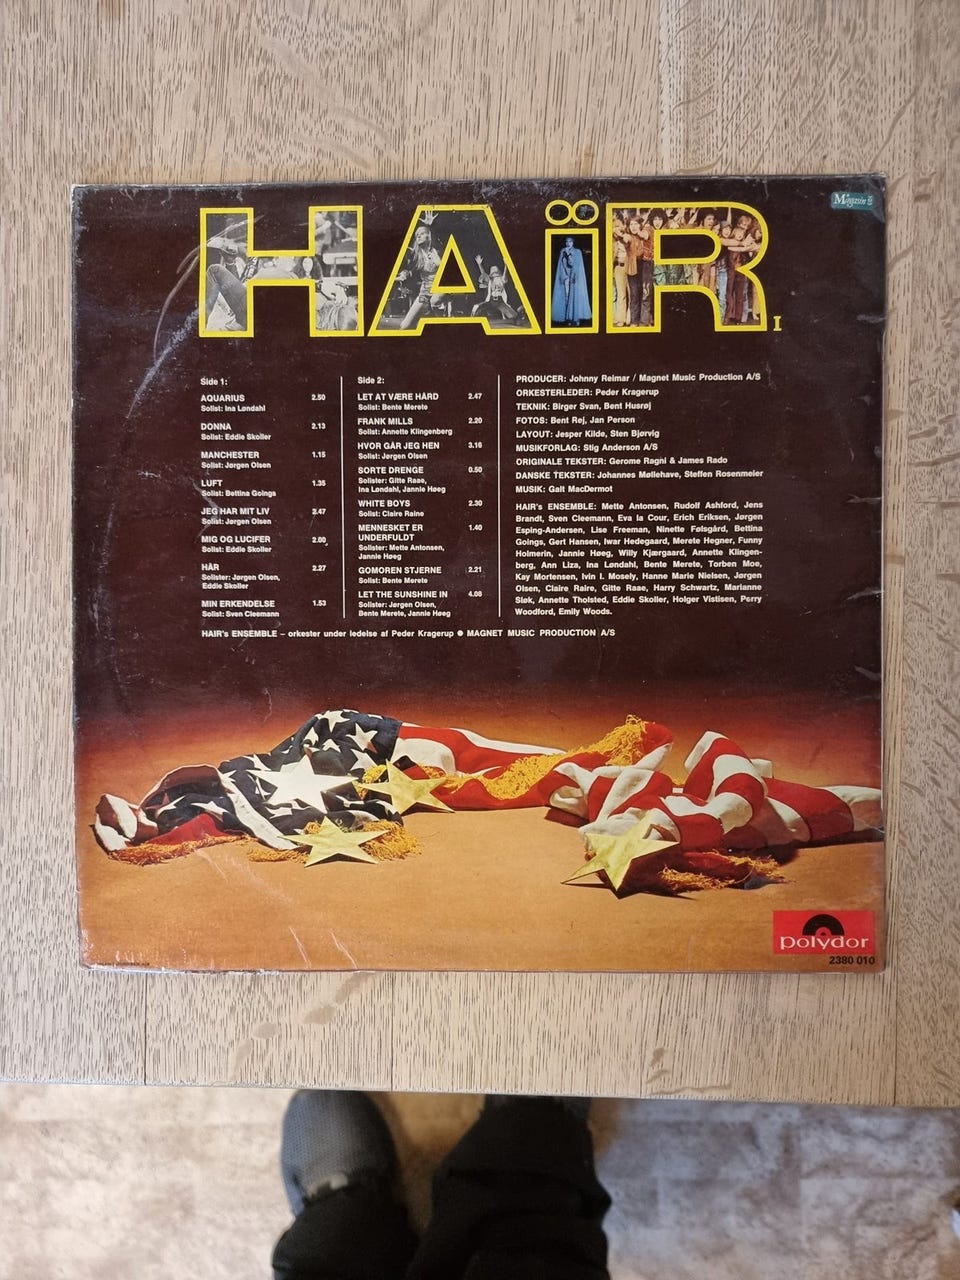 HAÏR
I
Magasin
Side 1:
AQUARIUS 2.50
Solist: Ina Løndahl
DONNA 2.13
Solist: Eddie Skoller
MANCHESTER 1.15
Solist: Jørgen Olsen
LUFT 1.35
Solist: Bettina Goings
JEG HAR MIT LIV 2.47
Solist: Jørgen Olsen
MIG OG LUCIFER 2.00
Solist: Eddie Skoller
HÅR 2.27
Solister: Jørgen Olsen,
Eddie Skoller
MIN ERKENDELSE 1.53
Solist: Sven Cleemann
Side 2:
LET AT VÆRE HÅRD 2.47
Solist: Bente Merete
FRANK MILLS 2.20
Solist: Annette Klingenberg
HVOR GÅR JEG HEN 3.16
Solist: Jørgen Olsen
SORTE DRENGE 0.50
Solister: Gitte Raae,
Ina Løndahl, Jannie Høeg
WHITE BOYS 2.30
Solist: Claire Raine
MENNESKET ER 1.40
UNDERFULDT
Solister: Mette Antonsen,
Jannie Høeg
GOMOREN STJERNE 2.21
Solist: Bente Merete
LET THE SUNSHINE IN 4.08
Solister: Jørgen Olsen,
Bente Merete, Jannie Høeg
PRODUCER: Johnny Reimar / Magnet Music Production A/S
ORKESTERLEDER: Peder Kragerup
TEKNIK: Birger Svan, Bent Husrøj
FOTOS: Bent Rej, Jan Person
LAYOUT: Jesper Kilde, Sten Bjørvig
MUSIKFORLAG: Stig Anderson A/S
ORIGINALE TEKSTER: Gerome Ragni & James Rado
DANSKE TEKSTER: Johannes Møllehave, Steffen Rosenmeier
MUSIK: Galt MacDermot
HAIR's ENSEMBLE: Mette Antonsen, Rudolf Ashford, Jens
Brandt, Sven Cleemann, Eva la Cour, Erich Eriksen, Jørgen
Esping-Andersen, Lise Freeman, Ninette Følsgård, Bettina
Goings, Gert Hansen, Iwar Hedegaard, Merete Hegner, Funny
Holmerin, Jannie Høeg, Willy Kjærgaard, Annette Klingen-
berg, Ann Liza, Ina Løndahl, Bente Merete, Torben Moe,
Kay Mortensen, Ivin I. Mosely, Hanne Marie Nielsen, Jørgen
Olsen, Claire Raire, Gitte Raae, Harry Schwartz, Marianne
Sløk, Annette Tholsted, Eddie Skoller, Holger Vistisen, Perry
Woodford, Emily Woods.
HAIR's ENSEMBLE – orkester under ledelse af Peder Kragerup ● MAGNET MUSIC PRODUCTION A/S
polydor
2380 010